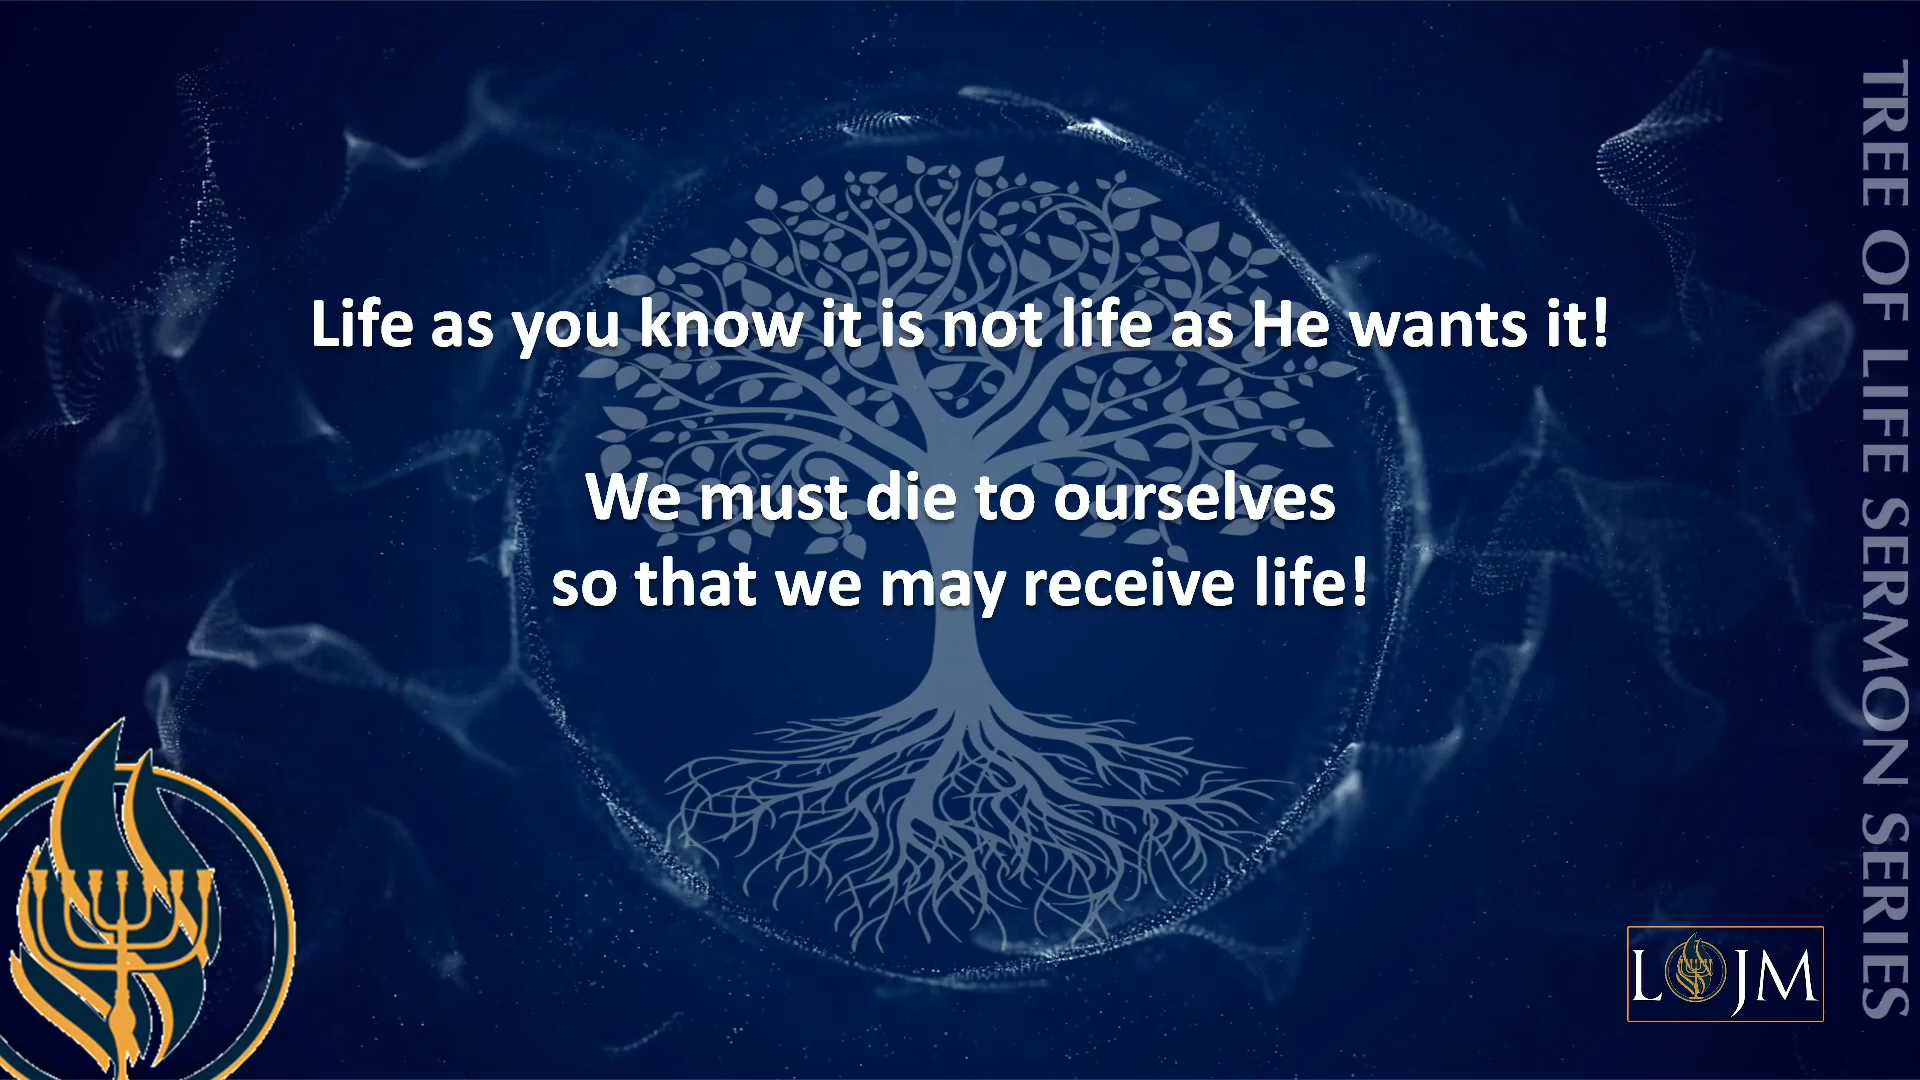 Life as you know it is not life as He wants it!
We must die to ourselves
so that we may receive life!
TREE OF LIFE SERMON SERIES
LOJM